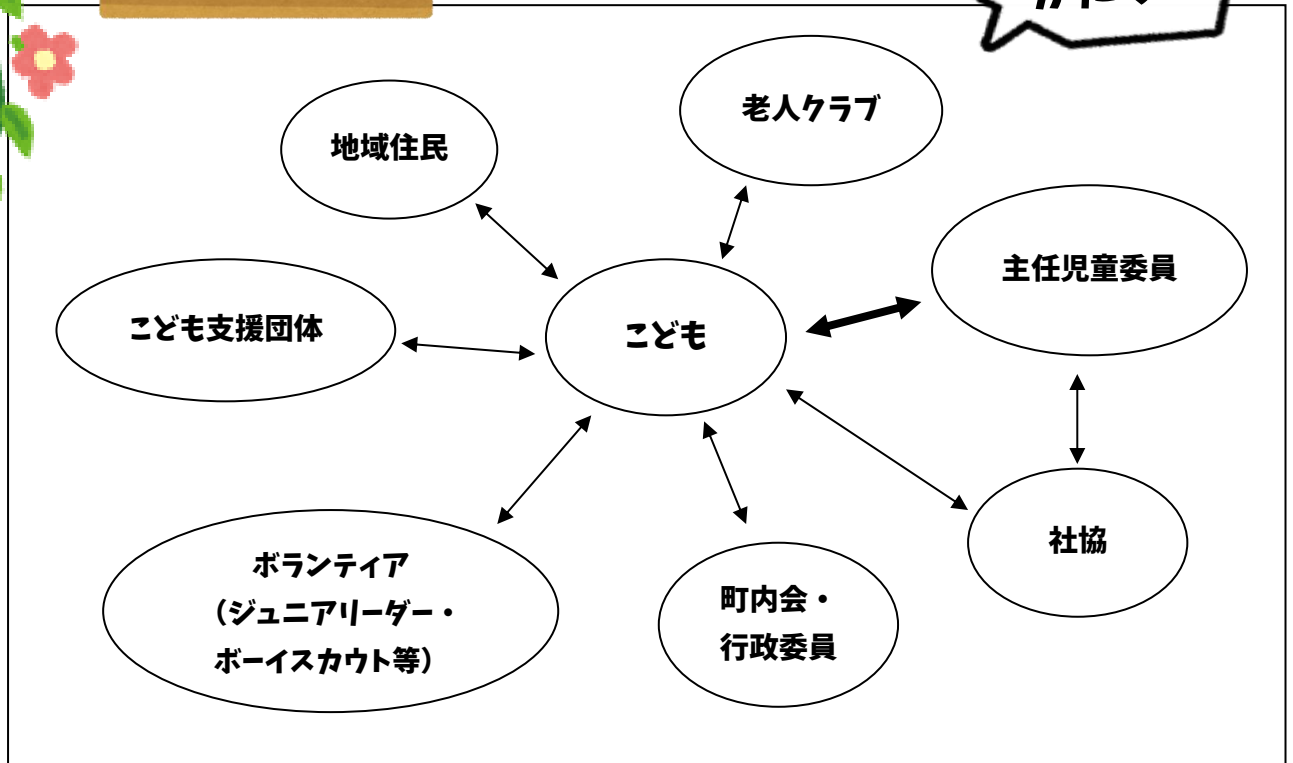 老人クラブ
地域住民
主任児童委員
こども支援団体
こども
社協
ボランティア
(ジュニアリーダー・
ボーイスカウト等)
町内会・
行政委員